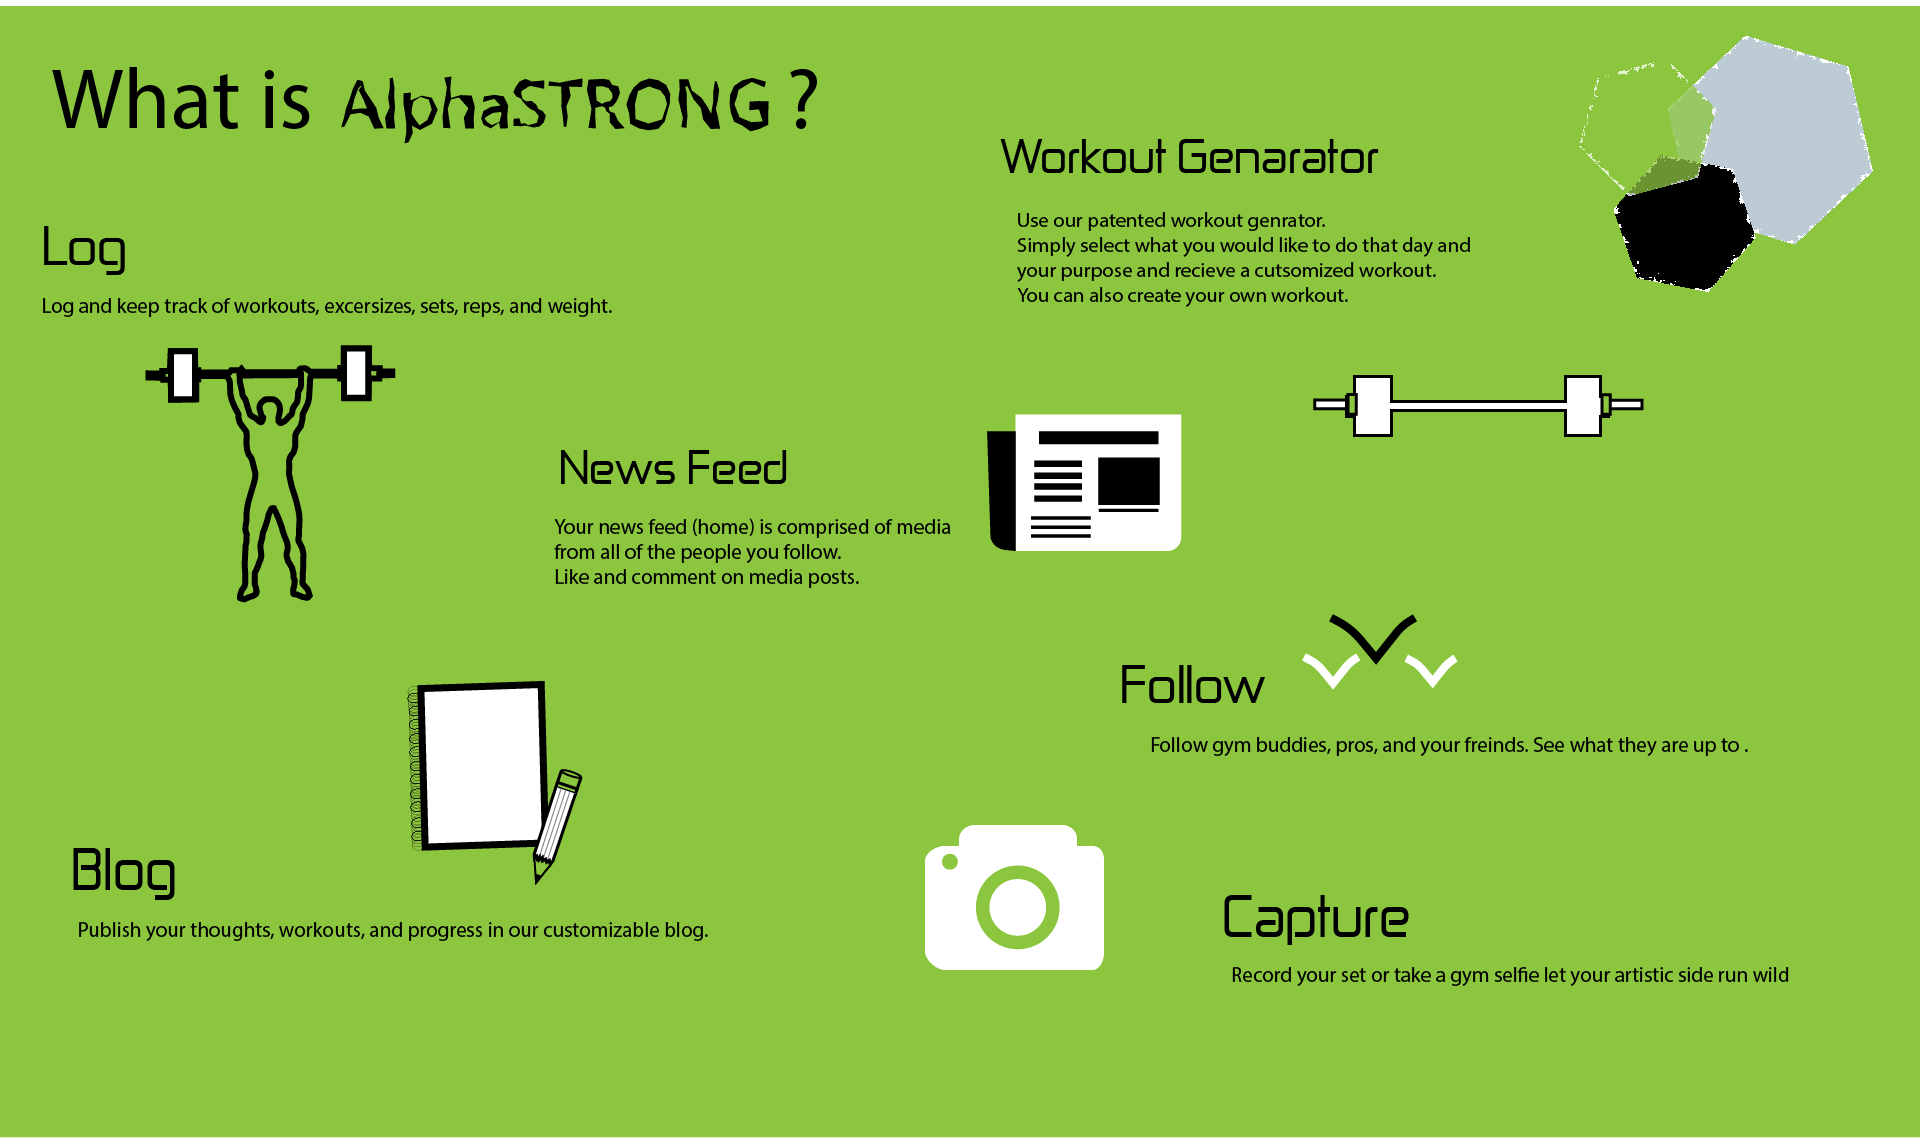 What is AlphaSTRONG ?
Log
Log and keep track of workouts, excersizes, sets, reps, and weight.
Workout Genarator
Use our patented workout genrator.
Simply select what you would like to do that day and
your purpose and recieve a cutsomized workout.
You can also create your own workout.
News Feed
Your news feed (home) is comprised of media
from all of the people you follow.
Like and comment on media posts.
Follow
Follow gym buddies, pros, and your freinds. See what they are up to .
Blog
Publish your thoughts, workouts, and progress in our customizable blog.
Capture
Record your set or take a gym selfie let your artistic side run wild